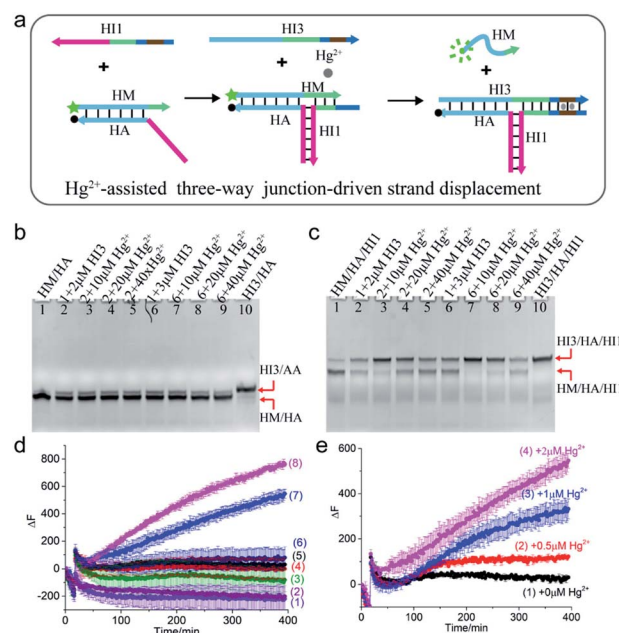 a
HI1
HI3
Hg²⁺
HM
+
+
+
HM
HM
HI3
HA
HA
HI1
HA
HI1
Hg²⁺-assisted three-way junction-driven strand displacement
b
HM/HA
1+2μM HI3
2+10μM Hg²⁺
2+20μM Hg²⁺
2+40xHg²⁺
1+3μM HI3
6+10μM Hg²⁺
6+20μM Hg²⁺
6+40μM Hg²⁺
HI3/HA
1 2 3 4 5 6 7 8 9 10
HI3/AA
HM/HA
c
HM/HA/HI1
1+2μM HI3
2+10μM Hg²⁺
2+20μM Hg²⁺
2+40μM Hg²⁺
1+3μM HI3
6+10μM Hg²⁺
6+20μM Hg²⁺
6+40μM Hg²⁺
HI3/HA/HI1
1 2 3 4 5 6 7 8 9 10
HI3/HA/HI1
HM/HA/HI1
d
800
600
400
200
0
-200
ΔF
(8)
(7)
(6)
(5)
(4)
(3)
(2)
(1)
0 100 200 300 400
Time/min
e
600
400
200
0
ΔF
(4) +2μM Hg²⁺
(3) +1μM Hg²⁺
(2) +0.5μM Hg²⁺
(1) +0μM Hg²⁺
0 100 200 300 400
Time/min